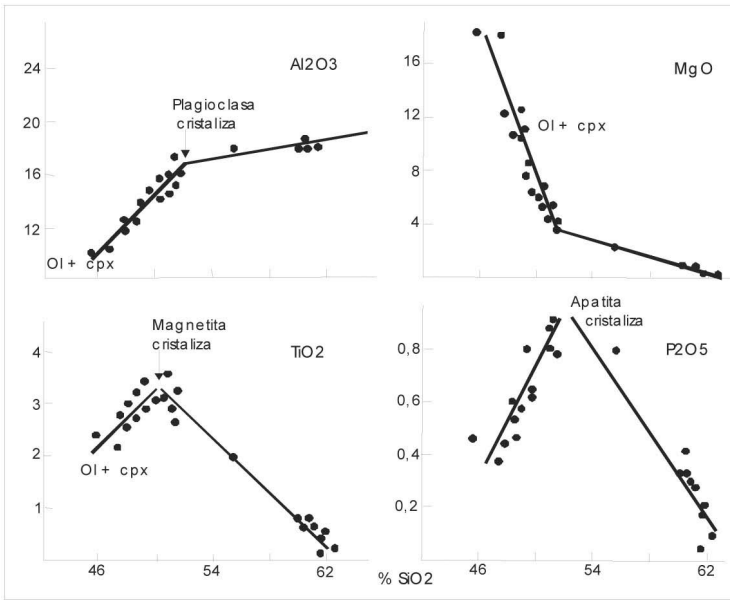 24
20
16
12
Al2O3
Plagioclasa
cristaliza
Ol + cpx
16
12
8
4
MgO
Ol + cpx
4
3
2
1
Magnetita
cristaliza
TiO2
Ol + cpx
46
54
62
0,8
0,6
0,4
0,2
Apatita
cristaliza
P2O5
46
54
62
% SiO2